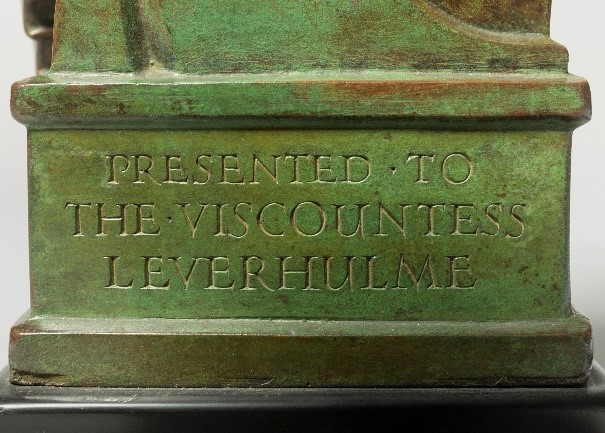 PRESENTED · TO
THE · VISCOUNTESS
LEVERHULME